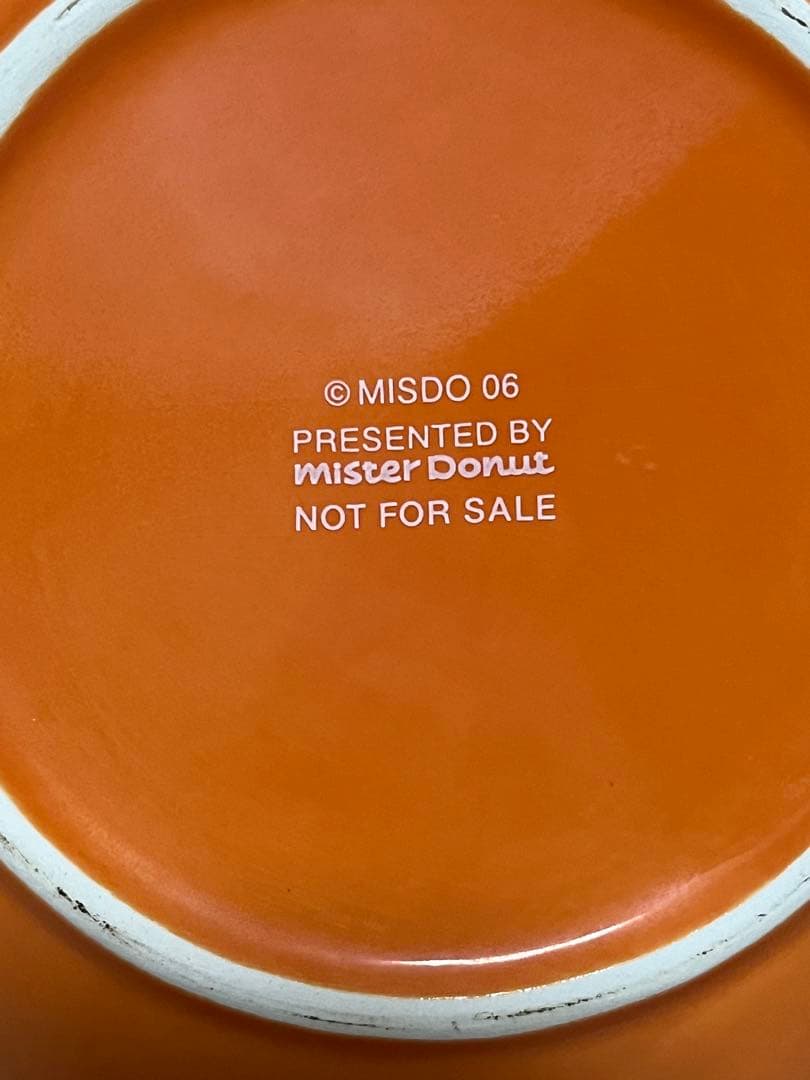 © MISDO 06
PRESENTED BY
mister Donut
NOT FOR SALE